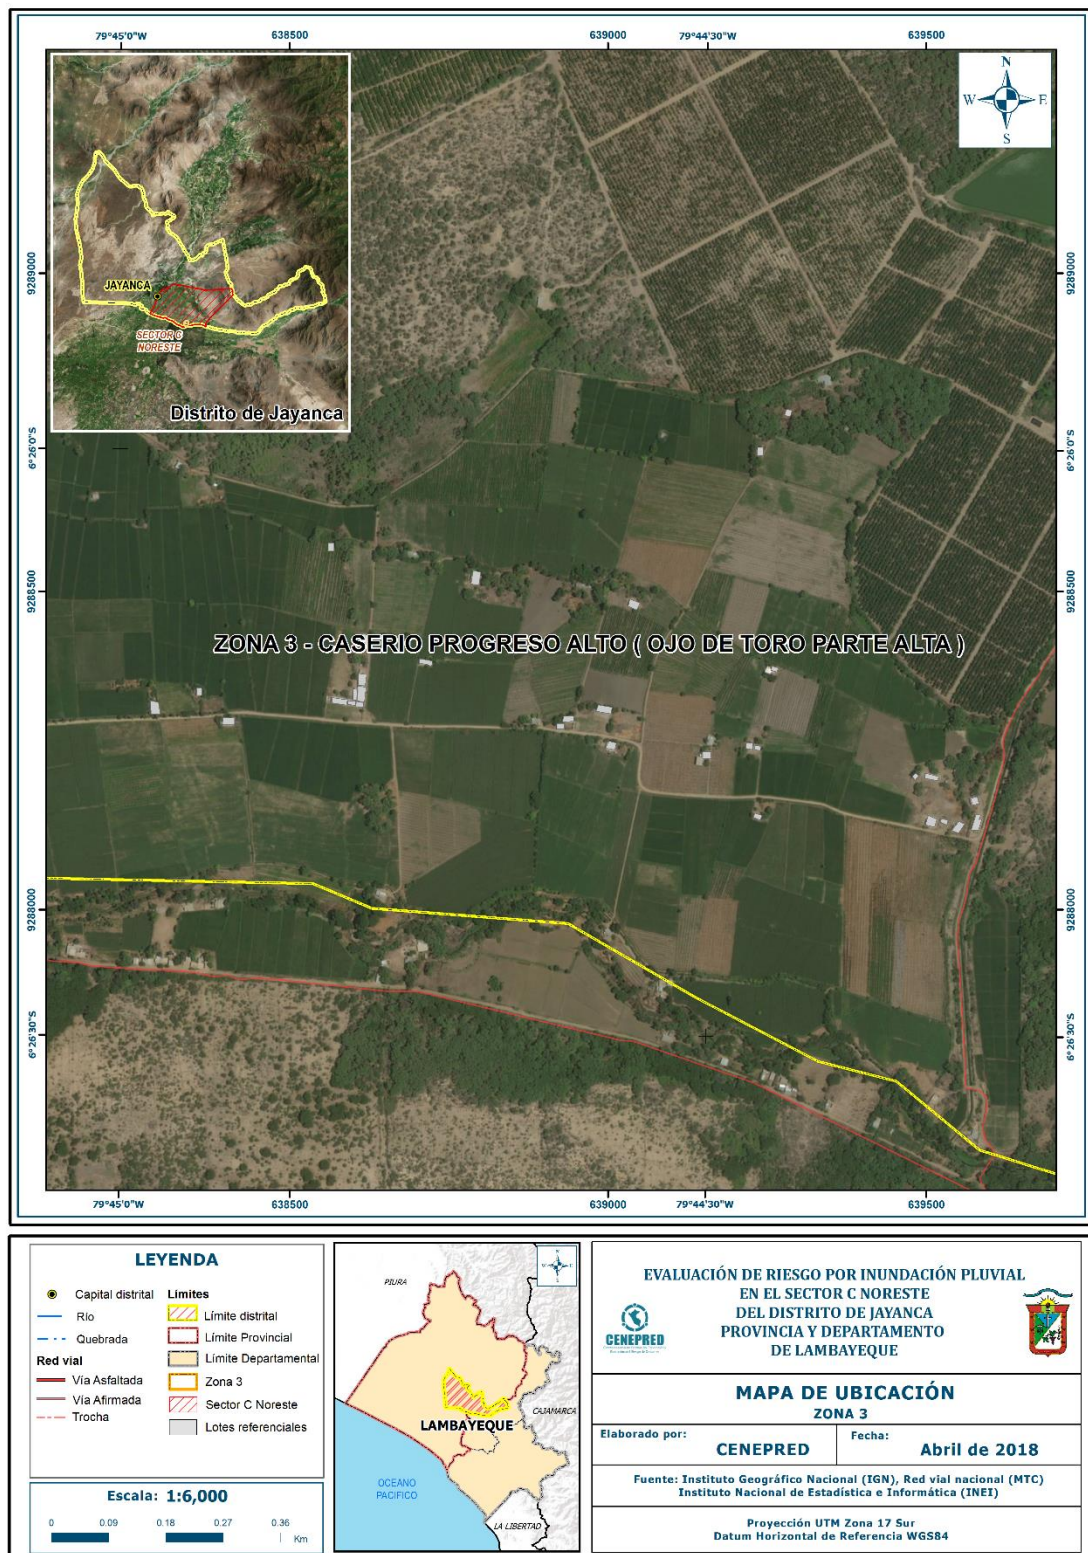 79°45'0"W
638500
639000
79°44'30"W
639500
N
W
E
S
9289000
9289000
JAYANCA
SECTOR C
NORESTE
Distrito de Jayanca
6°26'0"S
6°26'0"S
9288500
9288500
ZONA 3 - CASERIO PROGRESO ALTO ( OJO DE TORO PARTE ALTA )
9288000
9288000
6°26'30"S
6°26'30"S
79°45'0"W
638500
639000
79°44'30"W
639500
LEYENDA
Capital distrital
Río
Quebrada
Red vial
Vía Asfaltada
Vía Afirmada
Trocha
Límites
Límite distrital
Límite Provincial
Límite Departamental
Zona 3
Sector C Noreste
Lotes referenciales
Escala: 1:6,000
0 0.09 0.18 0.27 0.36
Km
PIURA
CAJAMARCA
LAMBAYEQUE
OCEANO
PACIFICO
LA LIBERTAD
EVALUACIÓN DE RIESGO POR INUNDACIÓN PLUVIAL
EN EL SECTOR C NORESTE
DEL DISTRITO DE JAYANCA
PROVINCIA Y DEPARTAMENTO
DE LAMBAYEQUE
CENEPRED
MAPA DE UBICACIÓN
ZONA 3
Elaborado por:
CENEPRED
Fecha:
Abril de 2018
Fuente: Instituto Geográfico Nacional (IGN), Red vial nacional (MTC)
Instituto Nacional de Estadística e Informática (INEI)
Proyección UTM Zona 17 Sur
Datum Horizontal de Referencia WGS84